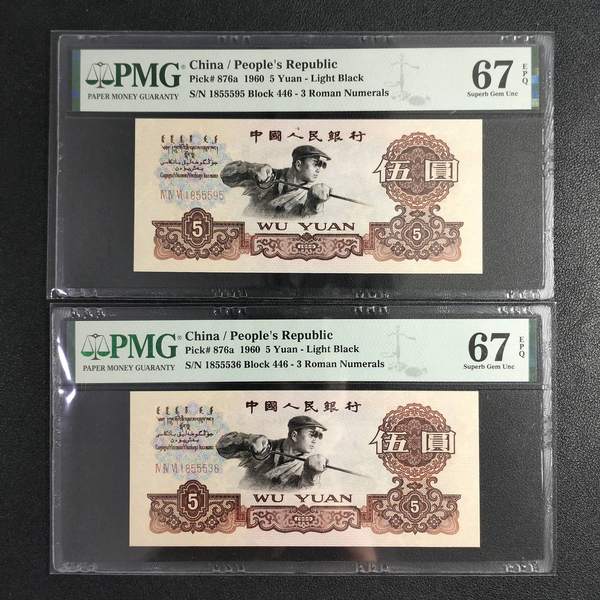 PMG
PAPER MONEY GUARANTY
China / People's Republic
Pick# 876a 1960 5 Yuan - Light Black
S/N 1855595 Block 446 - 3 Roman Numerals
67 EPQ
Superb Gem Unc
中國人民銀行
伍圓
1855595
WU YUAN
5
5
PMG
PAPER MONEY GUARANTY
China / People's Republic
Pick# 876a 1960 5 Yuan - Light Black
S/N 1855536 Block 446 - 3 Roman Numerals
67 EPQ
Superb Gem Unc
中國人民銀行
伍圓
1855536
WU YUAN
5
5